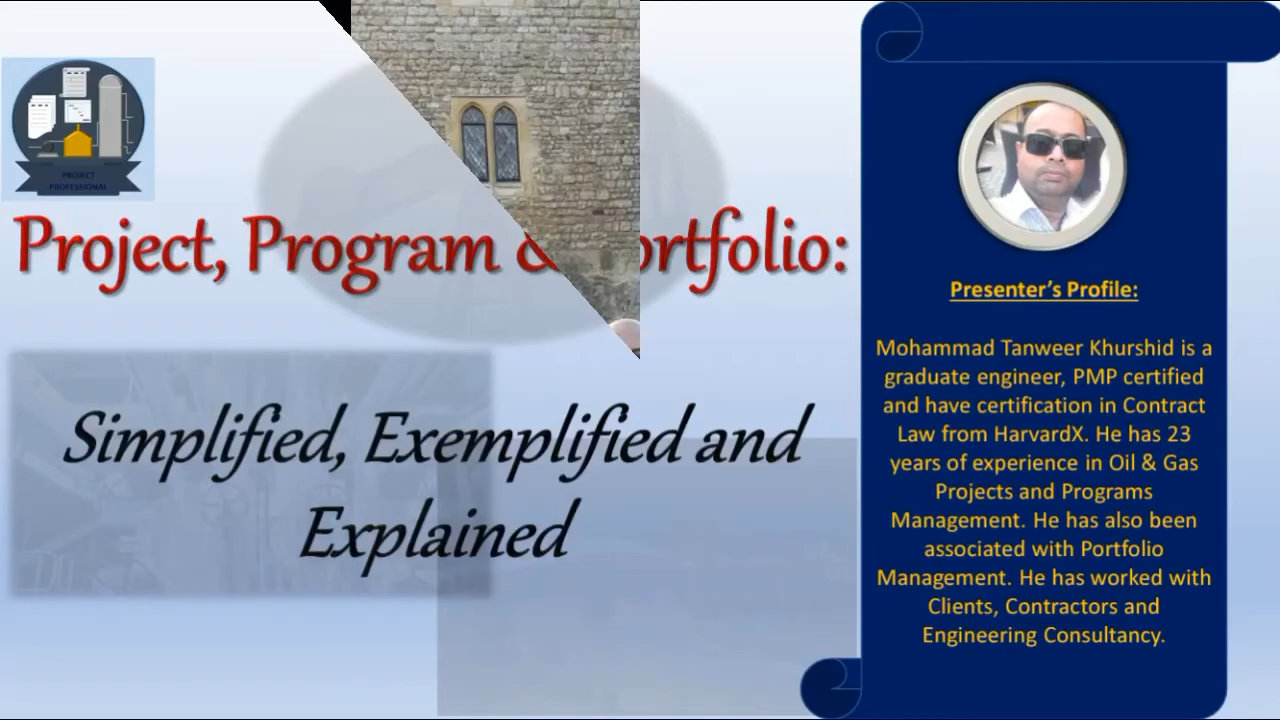 PROJECT
PROFESSIONAL
Project, Program & ortfolio:
Simplified, Exemplified and
Explained
Presenter’s Profile:
Mohammad Tanweer Khurshid is a
graduate engineer, PMP certified
and have certification in Contract
Law from HarvardX. He has 23
years of experience in Oil & Gas
Projects and Programs
Management. He has also been
associated with Portfolio
Management. He has worked with
Clients, Contractors and
Engineering Consultancy.